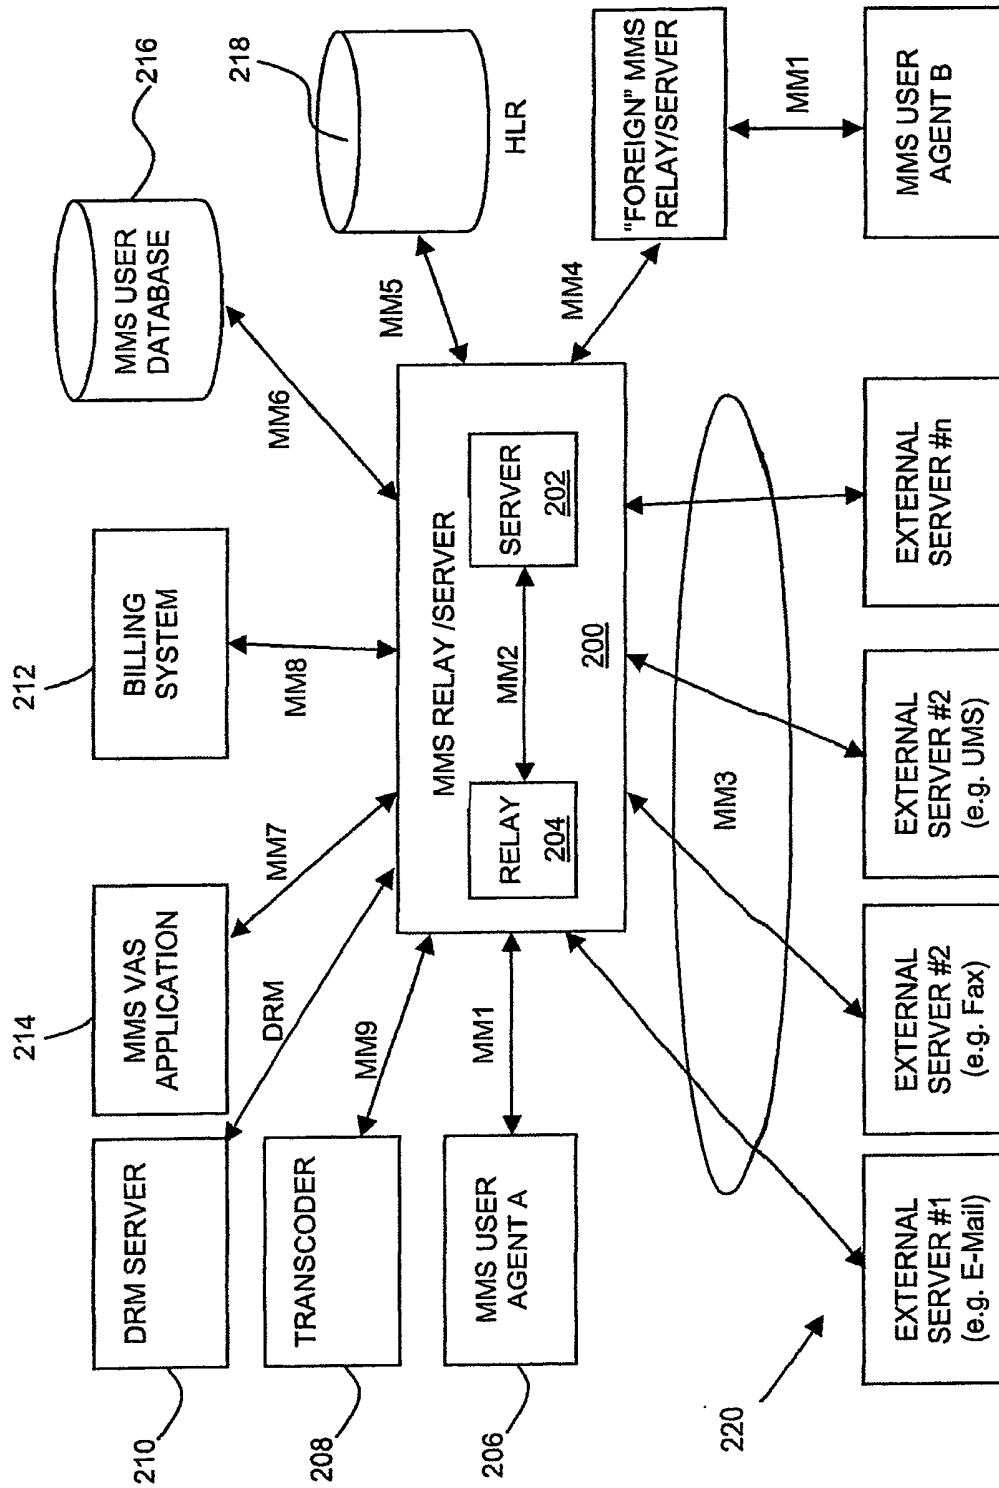 210
DRM SERVER
214
MMS VAS
APPLICATION
212
BILLING
SYSTEM
MMS USER
DATABASE
216
208
TRANSCODER
DRM
MM7
MM8
MM6
218
HLR
MM9
MM5
206
MMS USER
AGENT A
MM1
MMS RELAY /SERVER
RELAY
204
MM2
SERVER
202
200
MM4
"FOREIGN" MMS
RELAY/SERVER
MM1
MM3
220
EXTERNAL
SERVER #1
(e.g. E-Mail)
EXTERNAL
SERVER #2
(e.g. Fax)
EXTERNAL
SERVER #2
(e.g. UMS)
EXTERNAL
SERVER #n
MMS USER
AGENT B